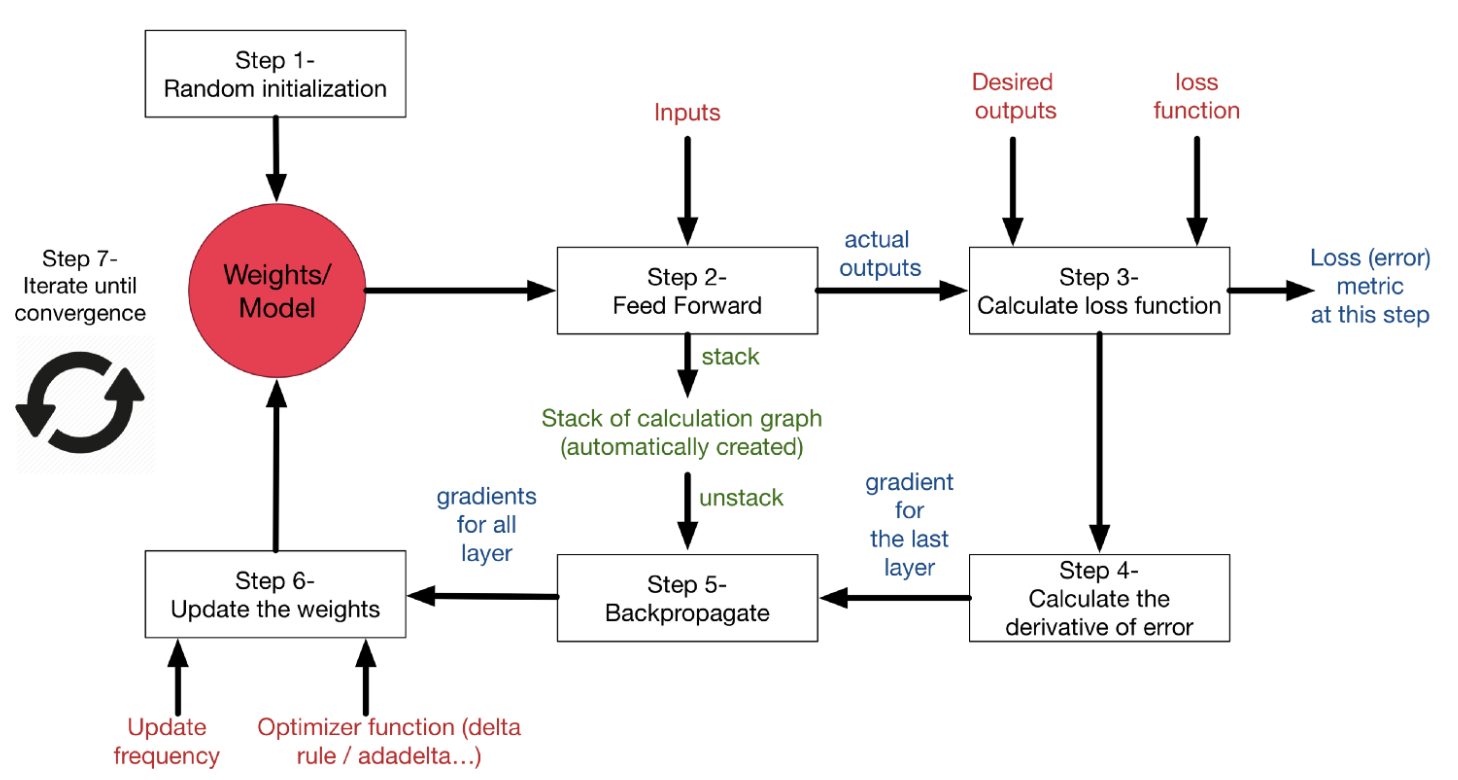 Step 1-
Random initialization
Inputs
Desired
outputs
loss
function
Step 7-
Iterate until
convergence
Weights/
Model
Step 2-
Feed Forward
actual
outputs
Step 3-
Calculate loss function
Loss (error)
metric
at this step
stack
Stack of calculation graph
(automatically created)
unstack
gradients
for all
layer
gradient
for
the last
layer
Step 6-
Update the weights
Step 5-
Backpropagate
Step 4-
Calculate the
derivative of error
Update
frequency
Optimizer function (delta
rule / adadelta...)